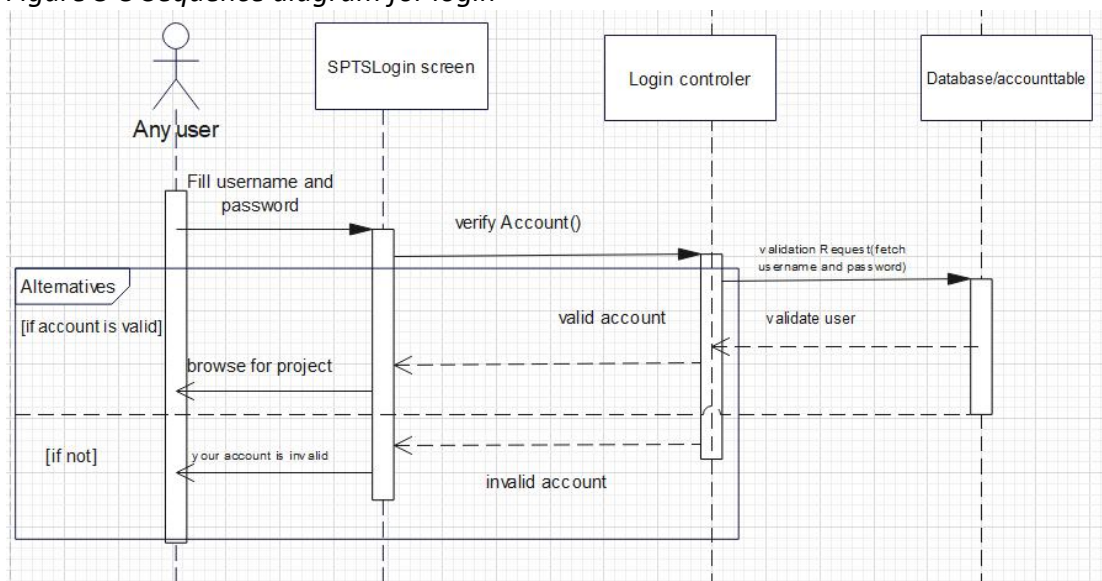 Figure 3-8 sequence diagram for login
SPTSLogin screen
Login controler
Database/accounttable
Any user
Fill username and
password
verify Account()
validation Request(fetch
username and password)
Alternatives
[if account is valid]
valid account
validate user
browse for project
[if not]
your account is invalid
invalid account